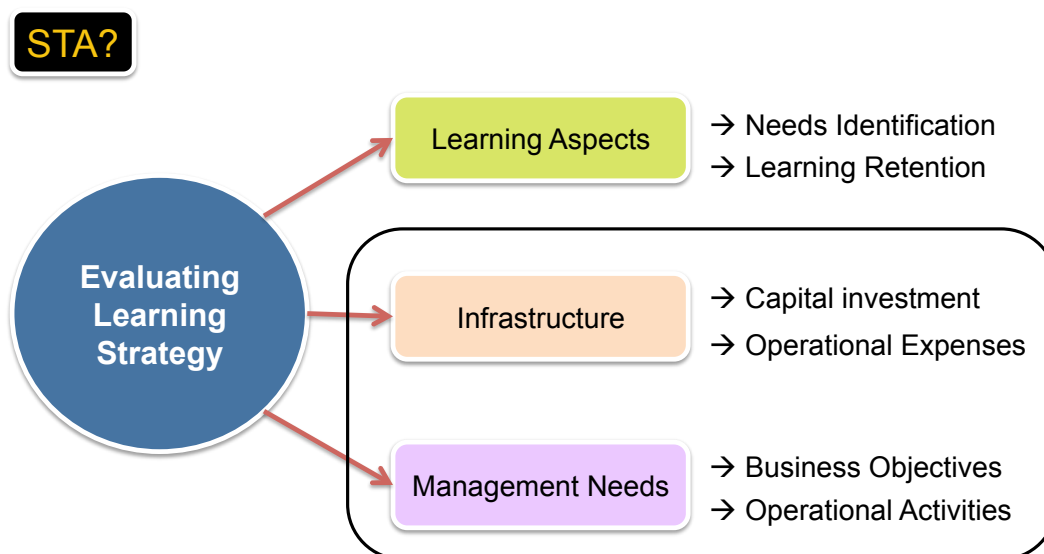 STA?
Learning Aspects
→ Needs Identification
→ Learning Retention
Evaluating
Learning
Strategy
Infrastructure
→ Capital investment
→ Operational Expenses
Management Needs
→ Business Objectives
→ Operational Activities